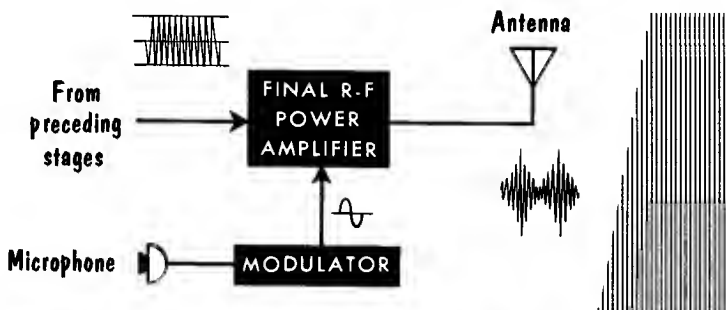 Antenna
From
preceding
stages
FINAL R-F
POWER
AMPLIFIER
Microphone
MODULATOR